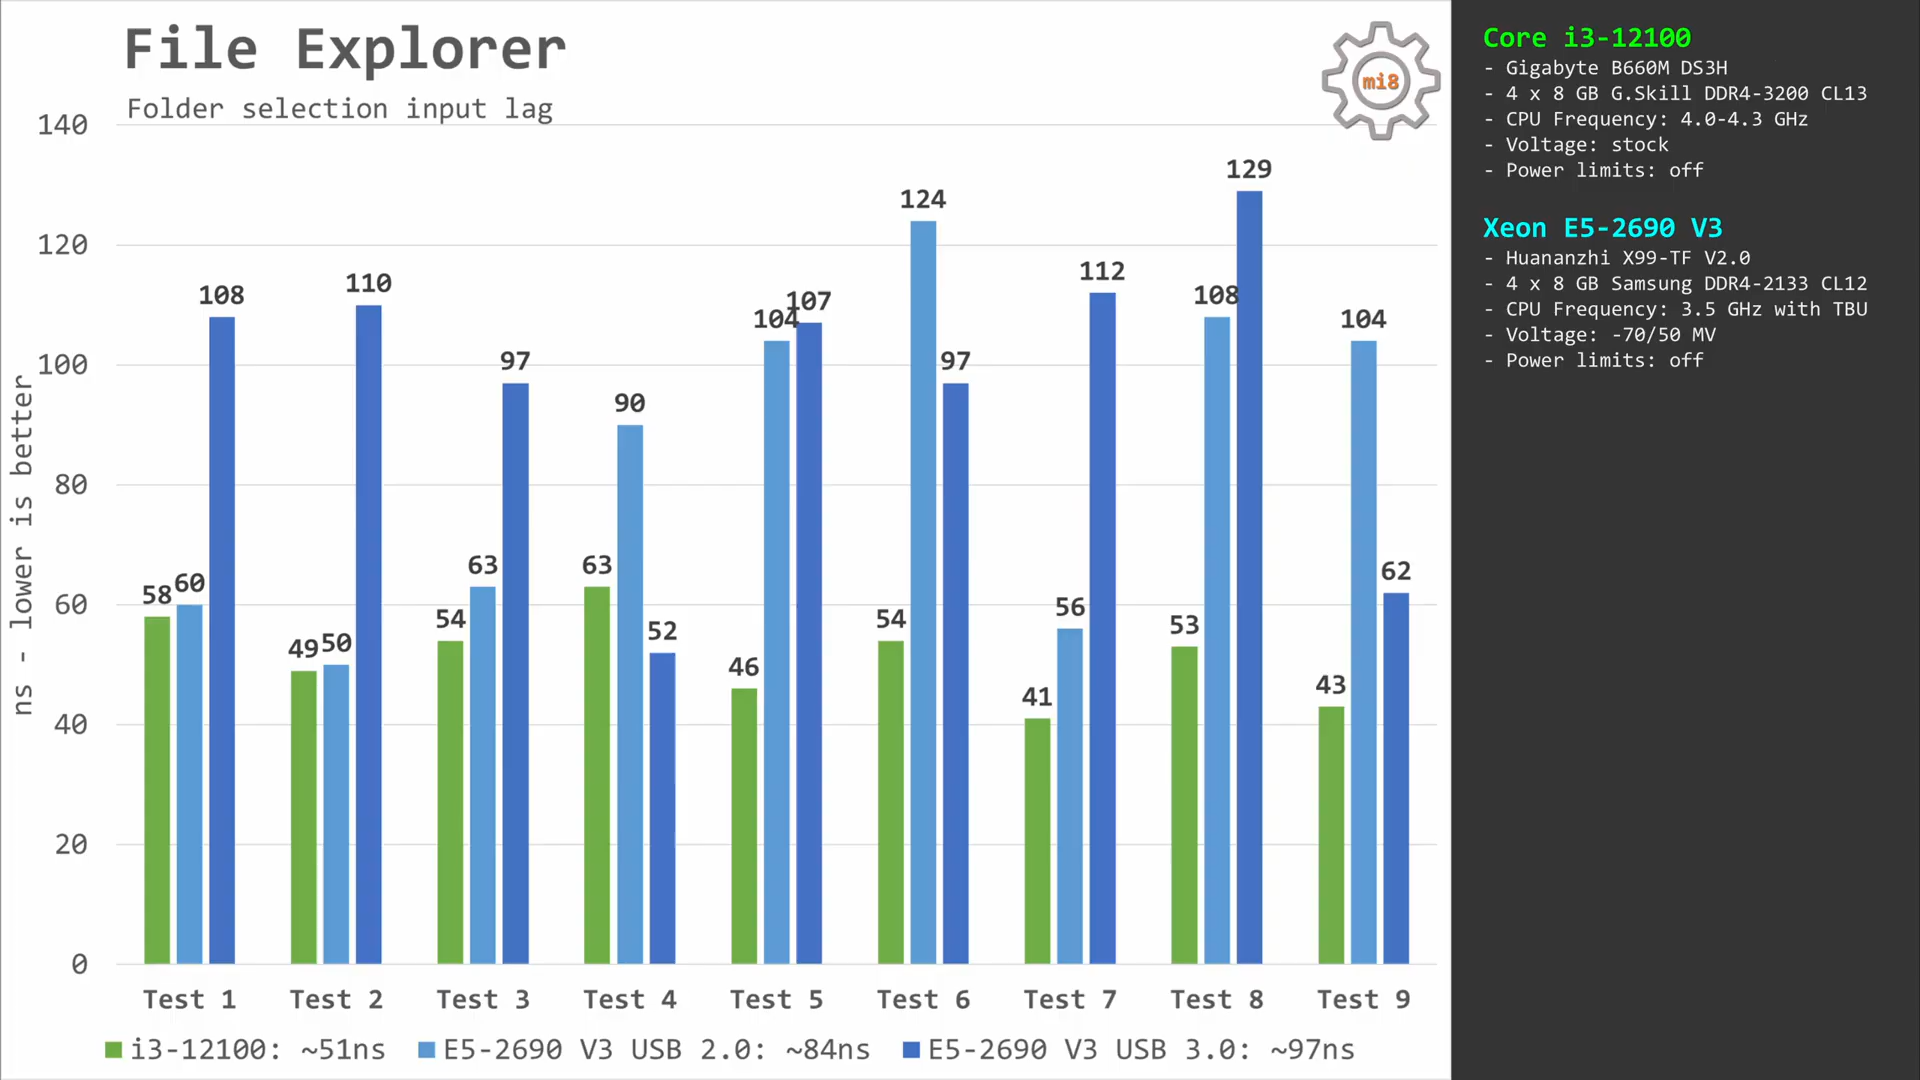 File Explorer
Folder selection input lag
mi8
ns - lower is better
140
120
100
80
60
40
20
0
58 60 108
49 50 110
54 63 97
63 90 52
46 104 107
54 124 97
41 56 112
53 108 129
43 104 62
Test 1 Test 2 Test 3 Test 4 Test 5 Test 6 Test 7 Test 8 Test 9
i3-12100: ~51ns E5-2690 V3 USB 2.0: ~84ns E5-2690 V3 USB 3.0: ~97ns
Core i3-12100
- Gigabyte B660M DS3H
- 4 x 8 GB G.Skill DDR4-3200 CL13
- CPU Frequency: 4.0-4.3 GHz
- Voltage: stock
- Power limits: off
Xeon E5-2690 V3
- Huananzhi X99-TF V2.0
- 4 x 8 GB Samsung DDR4-2133 CL12
- CPU Frequency: 3.5 GHz with TBU
- Voltage: -70/50 MV
- Power limits: off